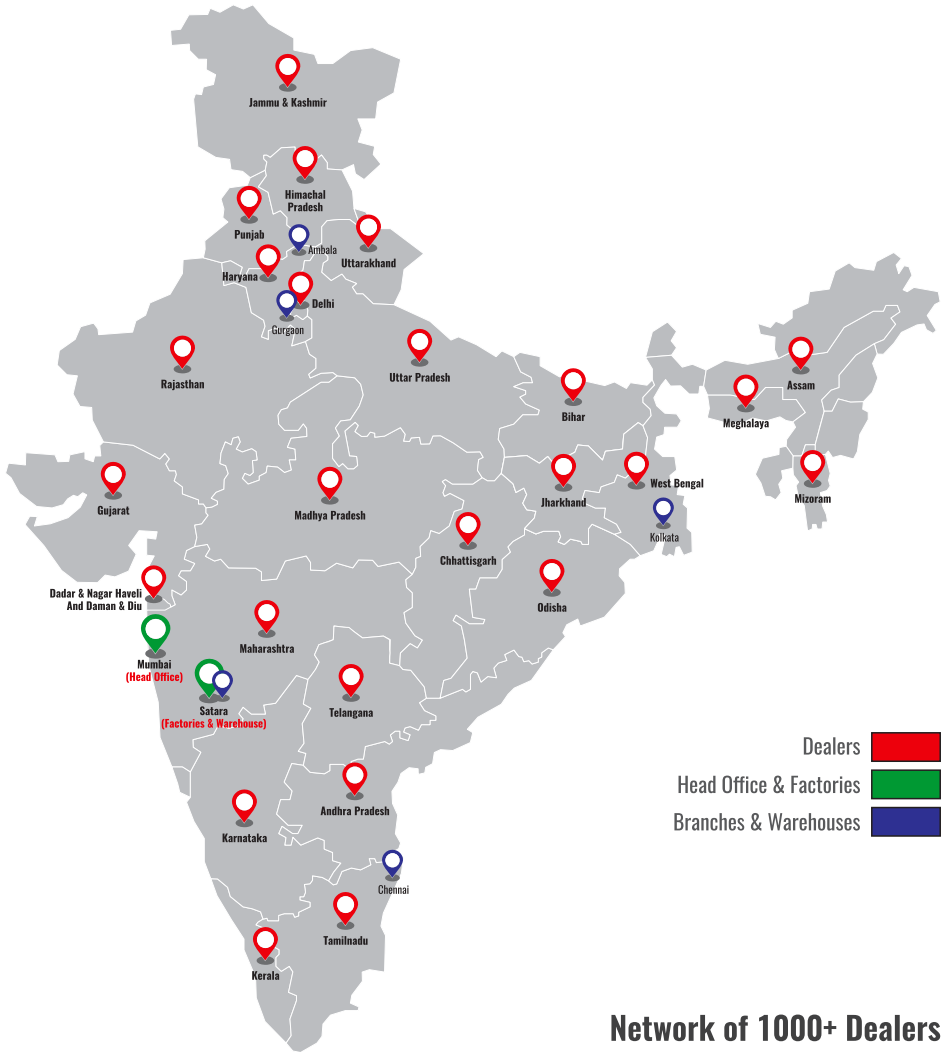 Jammu & Kashmir
Himachal
Pradesh
Punjab
Ambala
Uttarakhand
Haryana
Delhi
Gurgaon
Rajasthan
Uttar Pradesh
Bihar
Assam
Meghalaya
Gujarat
Madhya Pradesh
Jharkhand
West Bengal
Mizoram
Kolkata
Chhattisgarh
Dadar & Nagar Haveli
And Daman & Diu
Odisha
Maharashtra
Mumbai
(Head Office)
Satara
(Factories & Warehouse)
Telangana
Dealers
Head Office & Factories
Branches & Warehouses
Andhra Pradesh
Karnataka
Chennai
Tamilnadu
Kerala
Network of 1000+ Dealers